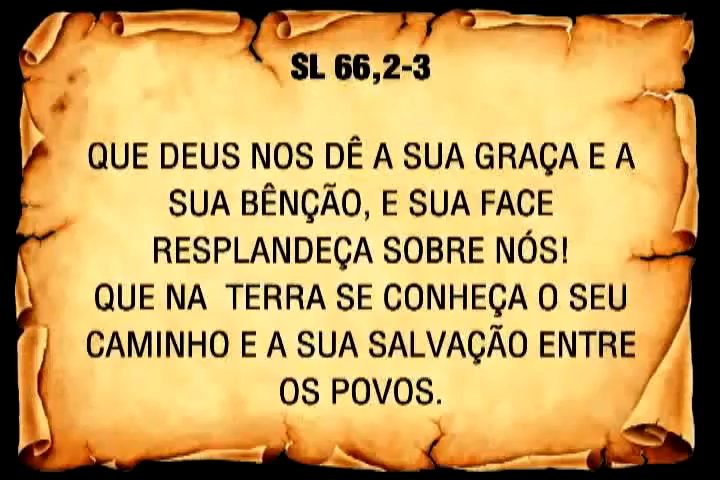 SL 66,2-3
QUE DEUS NOS DÊ A SUA GRAÇA E A
SUA BÊNÇÃO, E SUA FACE
RESPLANDEÇA SOBRE NÓS!
QUE NA TERRA SE CONHEÇA O SEU
CAMINHO E A SUA SALVAÇÃO ENTRE
OS POVOS.